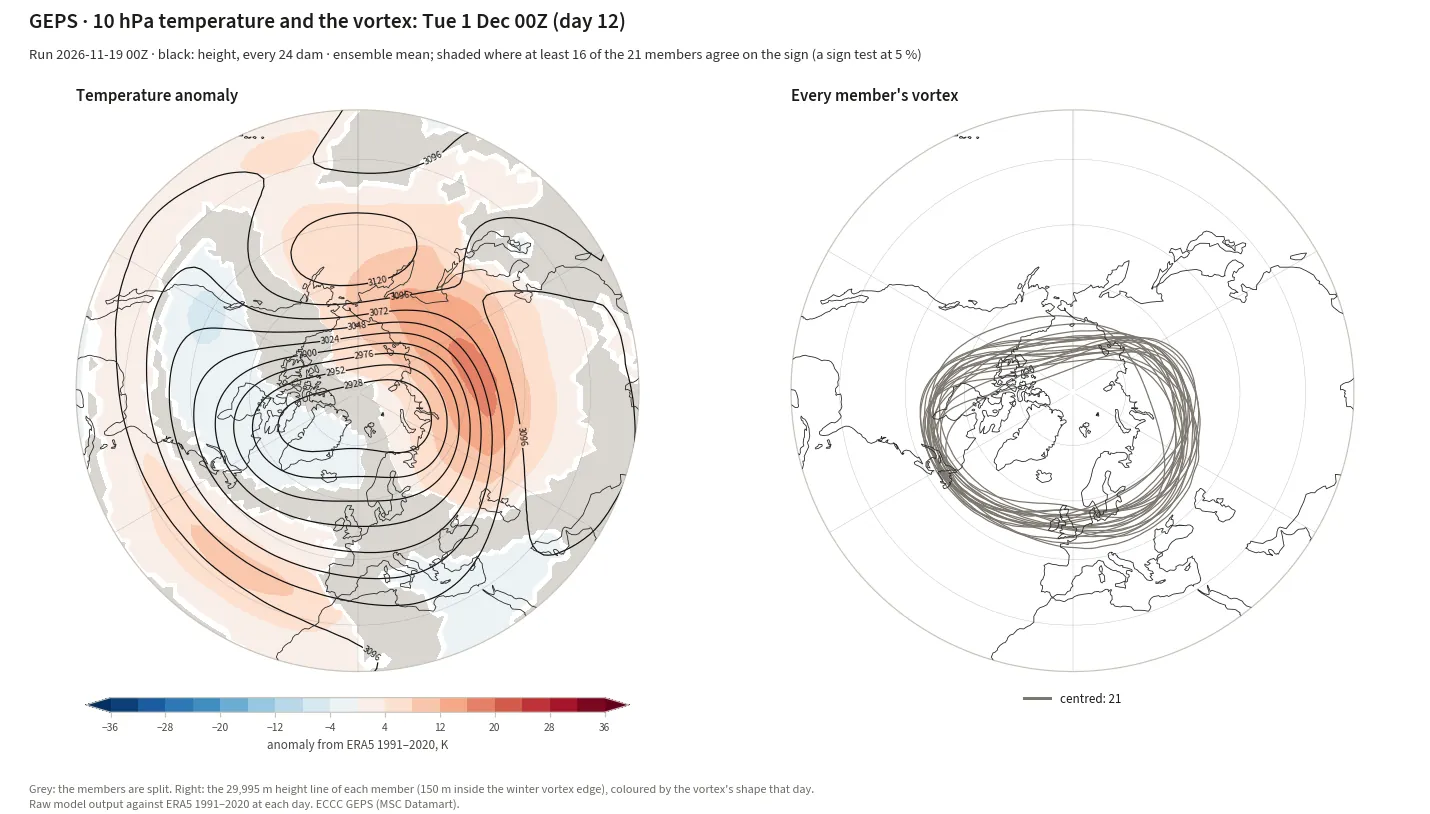 GEPS · 10 hPa temperature and the vortex: Tue 1 Dec 00Z (day 12)
Run 2026-11-19 00Z · black: height, every 24 dam · ensemble mean; shaded where at least 16 of the 21 members agree on the sign (a sign test at 5 %)
Temperature anomaly
Every member's vortex
3096
3120
3096
3072
3048
3024
3000
2976
2952
2928
3096
3096
centred: 21
−36 −28 −20 −12 −4 4 12 20 28 36
anomaly from ERA5 1991–2020, K
Grey: the members are split. Right: the 29,995 m height line of each member (150 m inside the winter vortex edge), coloured by the vortex's shape that day.
Raw model output against ERA5 1991–2020 at each day. ECCC GEPS (MSC Datamart).